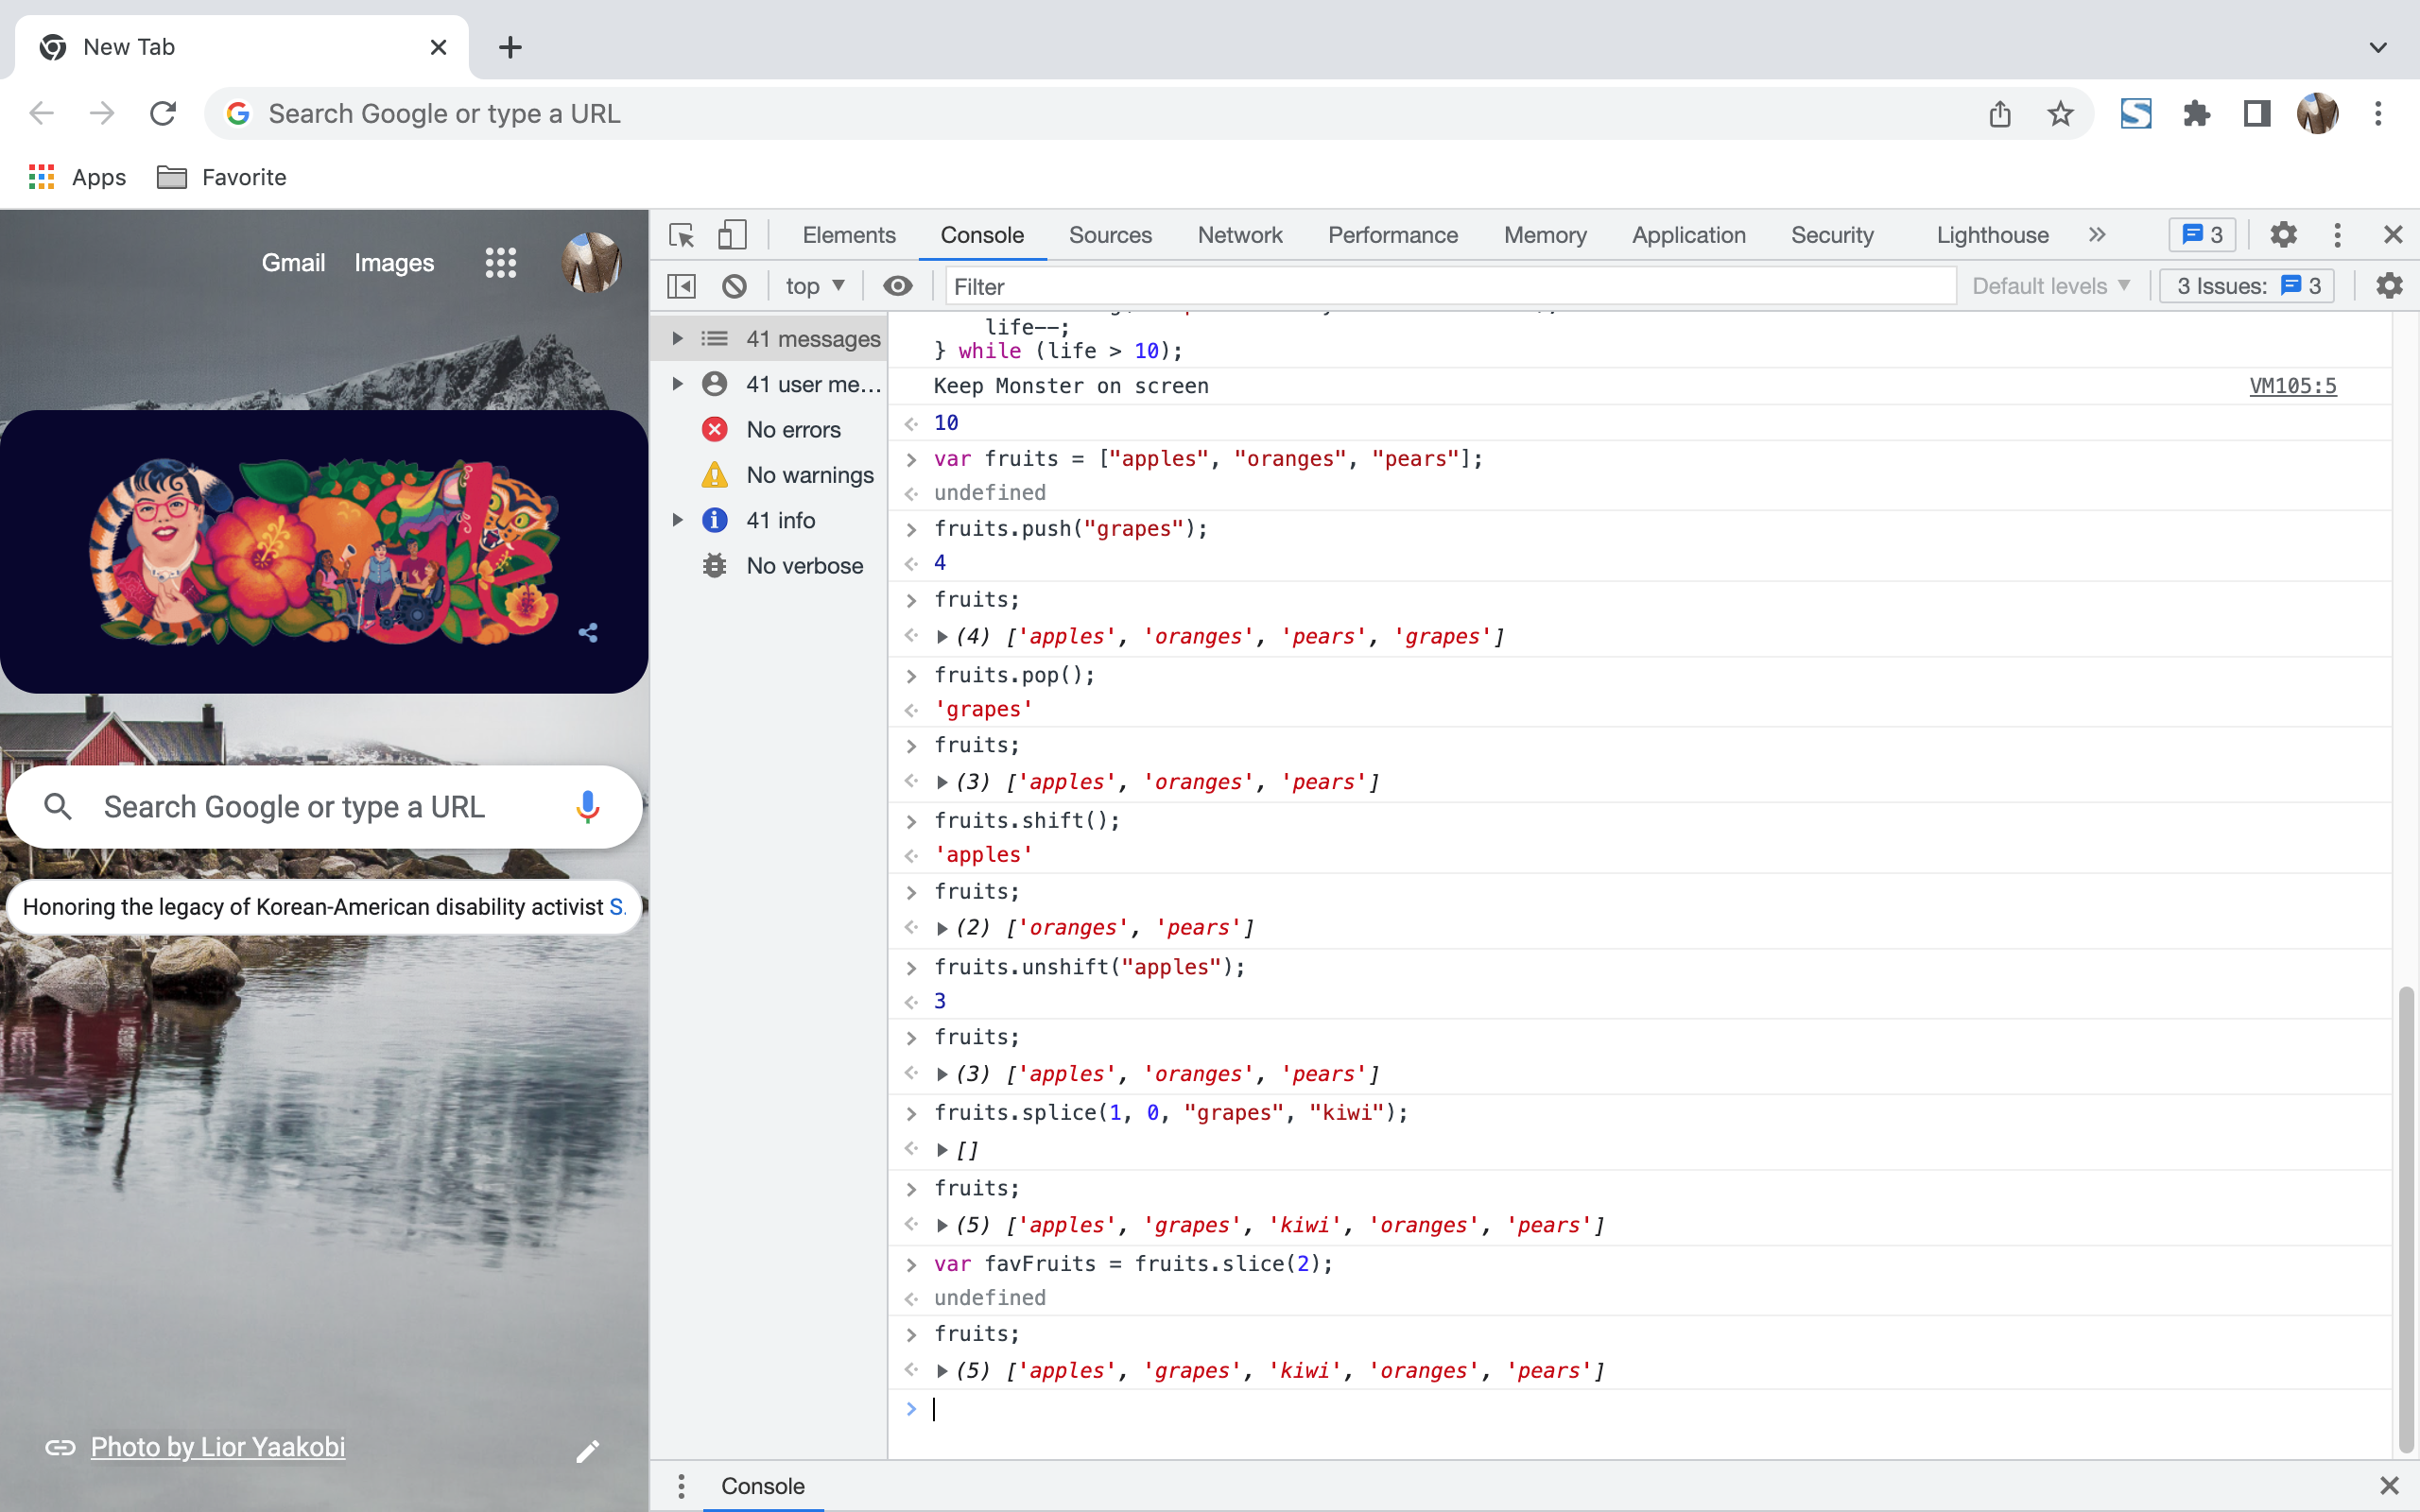 New Tab
Search Google or type a URL
Apps
Favorite
Gmail
Images
Search Google or type a URL
Honoring the legacy of Korean-American disability activist S.
Photo by Lior Yaakobi
Elements
Console
Sources
Network
Performance
Memory
Application
Security
Lighthouse
3
top
Filter
Default levels
3 Issues:
3
41 messages
41 user me...
No errors
No warnings
41 info
No verbose
life--;
} while (life > 10);
Keep Monster on screen
VM105:5
10
var fruits = ["apples", "oranges", "pears"];
undefined
fruits.push("grapes");
4
fruits;
(4) ['apples', 'oranges', 'pears', 'grapes']
fruits.pop();
'grapes'
fruits;
(3) ['apples', 'oranges', 'pears']
fruits.shift();
'apples'
fruits;
(2) ['oranges', 'pears']
fruits.unshift("apples");
3
fruits;
(3) ['apples', 'oranges', 'pears']
fruits.splice(1, 0, "grapes", "kiwi");
[]
fruits;
(5) ['apples', 'grapes', 'kiwi', 'oranges', 'pears']
var favFruits = fruits.slice(2);
undefined
fruits;
(5) ['apples', 'grapes', 'kiwi', 'oranges', 'pears']
Console